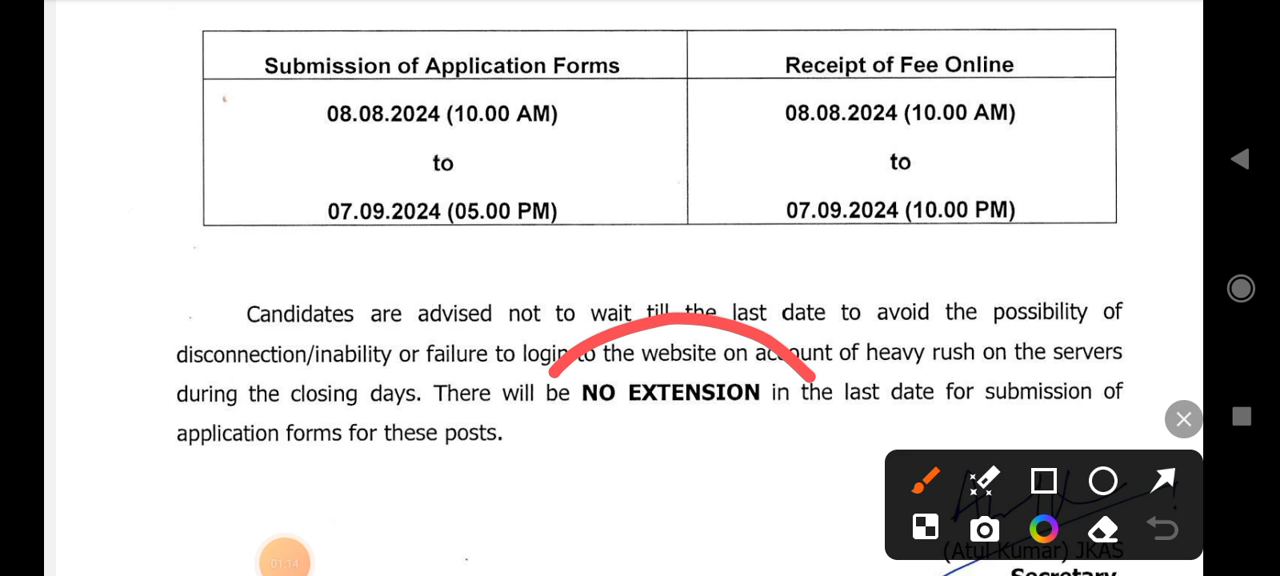 Submission of Application Forms
Receipt of Fee Online
08.08.2024 (10.00 AM)
08.08.2024 (10.00 AM)
to
to
07.09.2024 (05.00 PM)
07.09.2024 (10.00 PM)
Candidates are advised not to wait till the last date to avoid the possibility of
disconnection/inability or failure to login to the website on account of heavy rush on the servers
during the closing days. There will be NO EXTENSION in the last date for submission of
application forms for these posts.
(Atul Kumar) JKAS
Secretary
01:14